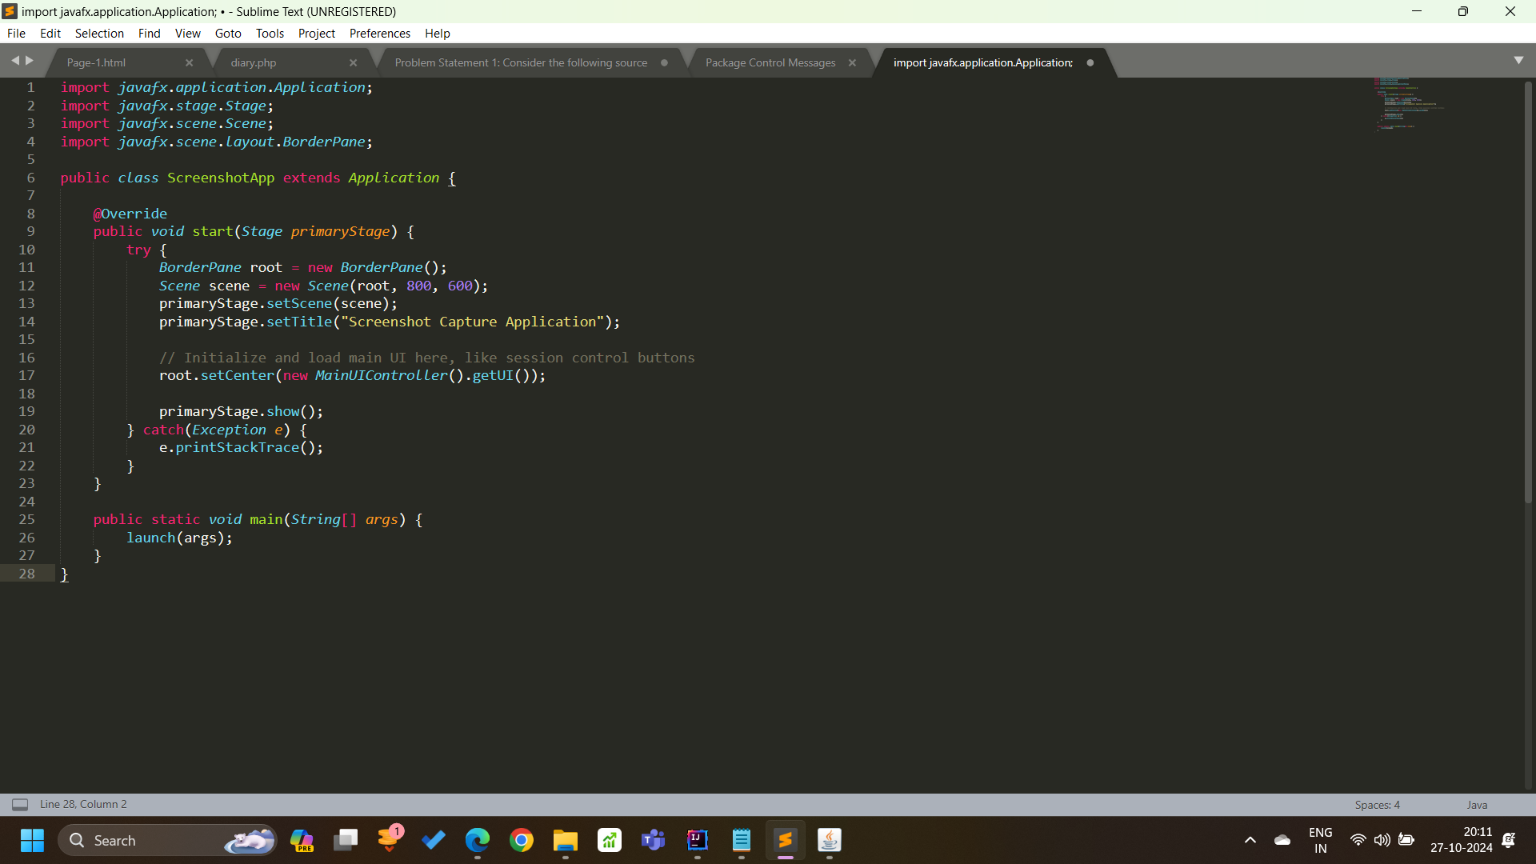 import javafx.application.Application; • - Sublime Text (UNREGISTERED)
File Edit Selection Find View Goto Tools Project Preferences Help
Page-1.html diary.php Problem Statement 1: Consider the following source Package Control Messages import javafx.application.Application;
1 import javafx.application.Application;
2 import javafx.stage.Stage;
3 import javafx.scene.Scene;
4 import javafx.scene.layout.BorderPane;
5
6 public class ScreenshotApp extends Application {
7
8     @Override
9     public void start(Stage primaryStage) {
10         try {
11             BorderPane root = new BorderPane();
12             Scene scene = new Scene(root, 800, 600);
13             primaryStage.setScene(scene);
14             primaryStage.setTitle("Screenshot Capture Application");
15
16             // Initialize and load main UI here, like session control buttons
17             root.setCenter(new MainUIController().getUI());
18
19             primaryStage.show();
20         } catch(Exception e) {
21             e.printStackTrace();
22         }
23     }
24
25     public static void main(String[] args) {
26         launch(args);
27     }
28 }
Line 28, Column 2 Spaces: 4 Java
Search PRE 1 IJ ENG 20:11
IN 27-10-2024